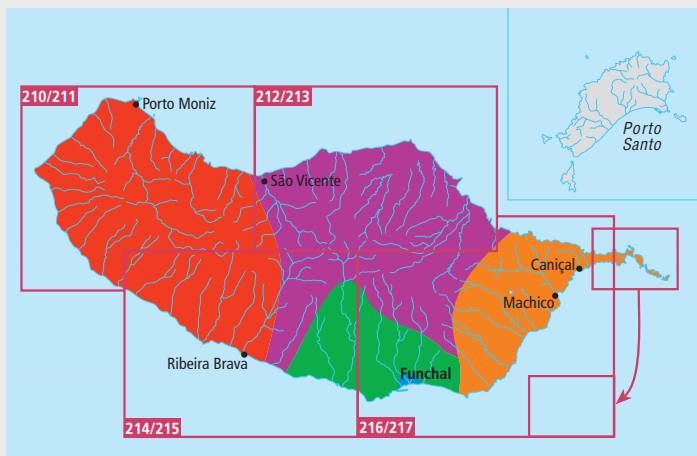 210/211
212/213
Porto Moniz
Porto
Santo
São Vicente
Caniçal
Machico
Ribeira Brava
Funchal
214/215
216/217